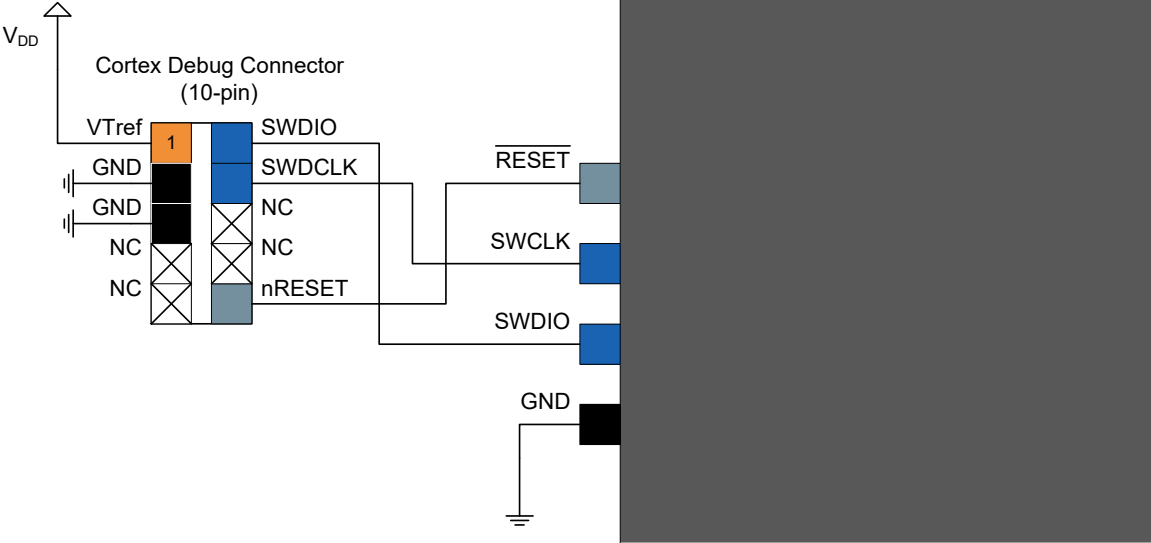 VDD
Cortex Debug Connector
(10-pin)
VTref
1
SWDIO
GND
SWDCLK
GND
NC
NC
NC
NC
nRESET
RESET
SWCLK
SWDIO
GND